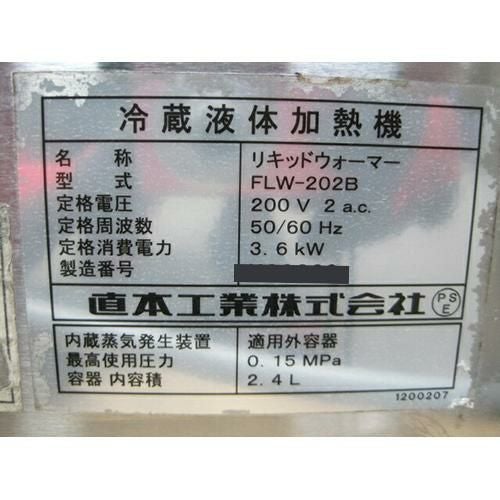 冷蔵液体加熱機
名称 リキッドウォーマー
型式 FLW-202B
定格電圧 200 V 2 a.c.
定格周波数 50/60 Hz
定格消費電力 3.6 kW
製造番号
直本工業株式会社 PSE
内蔵蒸気発生装置 適用外容器
最高使用圧力 0.15 MPa
容器 内容積 2.4 L
1200207